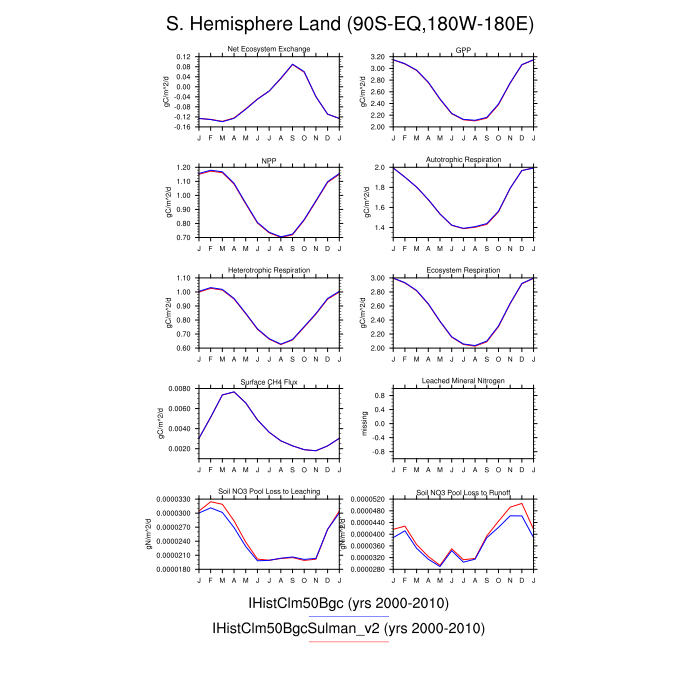 S. Hemisphere Land (90S-EQ,180W-180E)
Net Ecosystem Exchange
gC/m^2/d
0.12
0.08
0.04
0.00
-0.04
-0.08
-0.12
-0.16
J F M A M J J A S O N D J
GPP
gC/m^2/d
3.20
3.00
2.80
2.60
2.40
2.20
2.00
J F M A M J J A S O N D J
NPP
gC/m^2/d
1.20
1.10
1.00
0.90
0.80
0.70
J F M A M J J A S O N D J
Autotrophic Respiration
gC/m^2/d
2.0
1.8
1.6
1.4
J F M A M J J A S O N D J
Heterotrophic Respiration
gC/m^2/d
1.10
1.00
0.90
0.80
0.70
0.60
J F M A M J J A S O N D J
Ecosystem Respiration
gC/m^2/d
3.00
2.80
2.60
2.40
2.20
2.00
J F M A M J J A S O N D J
Surface CH4 Flux
gC/m^2/d
0.0080
0.0060
0.0040
0.0020
J F M A M J J A S O N D J
Leached Mineral Nitrogen
missing
0.8
0.4
0.0
-0.4
-0.8
J F M A M J J A S O N D J
Soil NO3 Pool Loss to Leaching
gN/m^2/d
0.0000330
0.0000300
0.0000270
0.0000240
0.0000210
0.0000180
J F M A M J J A S O N D J
Soil NO3 Pool Loss to Runoff
gN/m^2/d
0.0000520
0.0000480
0.0000440
0.0000400
0.0000360
0.0000320
0.0000280
J F M A M J J A S O N D J
IHistClm50Bgc (yrs 2000-2010)
IHistClm50BgcSulman_v2 (yrs 2000-2010)